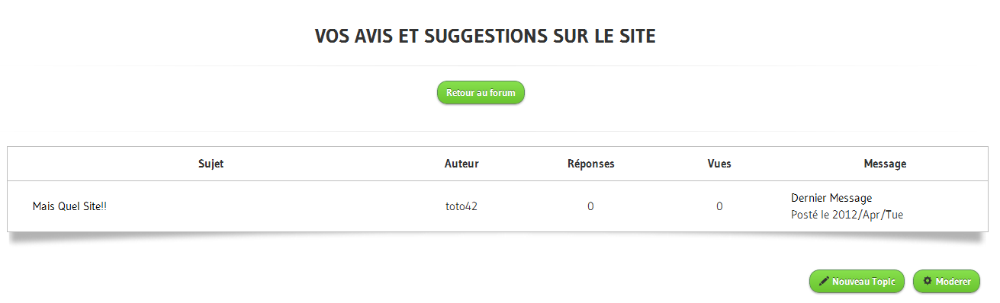 VOS AVIS ET SUGGESTIONS SUR LE SITE
Retour au forum
Sujet Auteur Réponses Vues Message
Mais Quel Site!! toto42 0 0 Dernier Message
Posté le 2012/Apr/Tue
Nouveau Topic Moderer